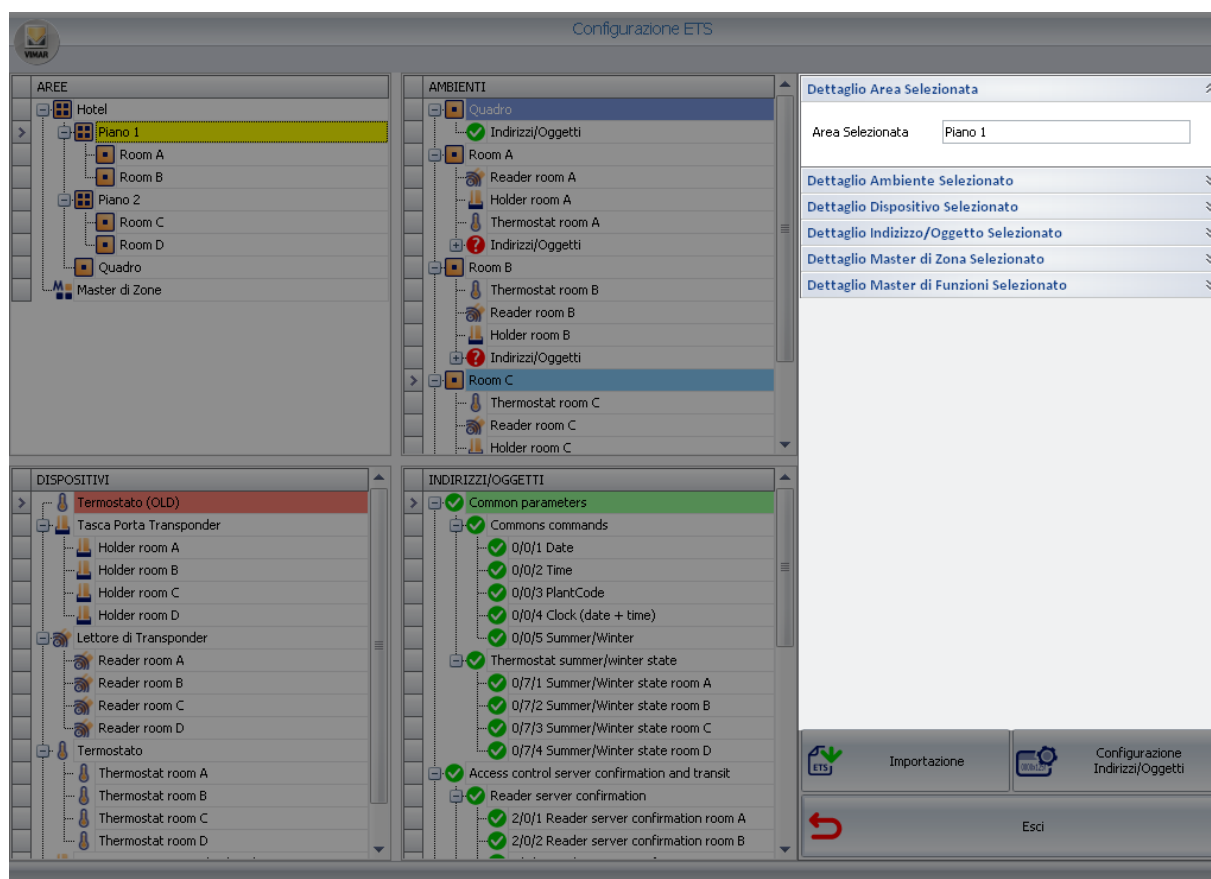 Configurazione ETS
VIMAR
AREE
Hotel
Piano 1
Room A
Room B
Piano 2
Room C
Room D
Quadro
Master di Zone
AMBIENTI
Quadro
Indirizzi/Oggetti
Room A
Reader room A
Holder room A
Thermostat room A
Indirizzi/Oggetti
Room B
Thermostat room B
Reader room B
Holder room B
Indirizzi/Oggetti
Room C
Thermostat room C
Reader room C
Holder room C
Dettaglio Area Selezionata
Area Selezionata Piano 1
Dettaglio Ambiente Selezionato
Dettaglio Dispositivo Selezionato
Dettaglio Indizizzo/Oggetto Selezionato
Dettaglio Master di Zona Selezionato
Dettaglio Master di Funzioni Selezionato
DISPOSITIVI
Termostato (OLD)
Tasca Porta Transponder
Holder room A
Holder room B
Holder room C
Holder room D
Lettore di Transponder
Reader room A
Reader room B
Reader room C
Reader room D
Termostato
Thermostat room A
Thermostat room B
Thermostat room C
Thermostat room D
INDIRIZZI/OGGETTI
Common parameters
Commons commands
0/0/1 Date
0/0/2 Time
0/0/3 PlantCode
0/0/4 Clock (date + time)
0/0/5 Summer/Winter
Thermostat summer/winter state
0/7/1 Summer/Winter state room A
0/7/2 Summer/Winter state room B
0/7/3 Summer/Winter state room C
0/7/4 Summer/Winter state room D
Access control server confirmation and transit
Reader server confirmation
2/0/1 Reader server confirmation room A
2/0/2 Reader server confirmation room B
ETS
Importazione
Configurazione
Indirizzi/Oggetti
Esci